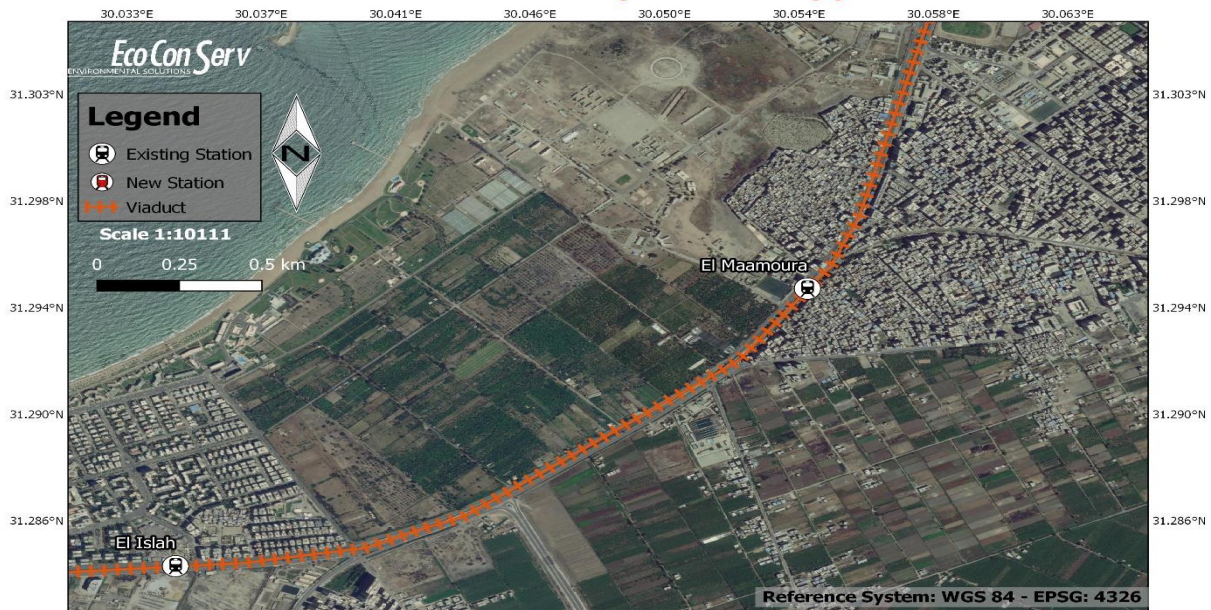 30.033°E 30.037°E 30.041°E 30.046°E 30.050°E 30.054°E 30.058°E 30.063°E
EcoConServ
ENVIRONMENTAL SOLUTIONS
31.303°N 31.303°N
Legend
Existing Station
New Station
Viaduct
N
31.298°N 31.298°N
Scale 1:10111
0 0.25 0.5 km
El Maamoura
31.294°N 31.294°N
31.290°N 31.290°N
31.286°N 31.286°N
El Islah
Reference System: WGS 84 - EPSG: 4326